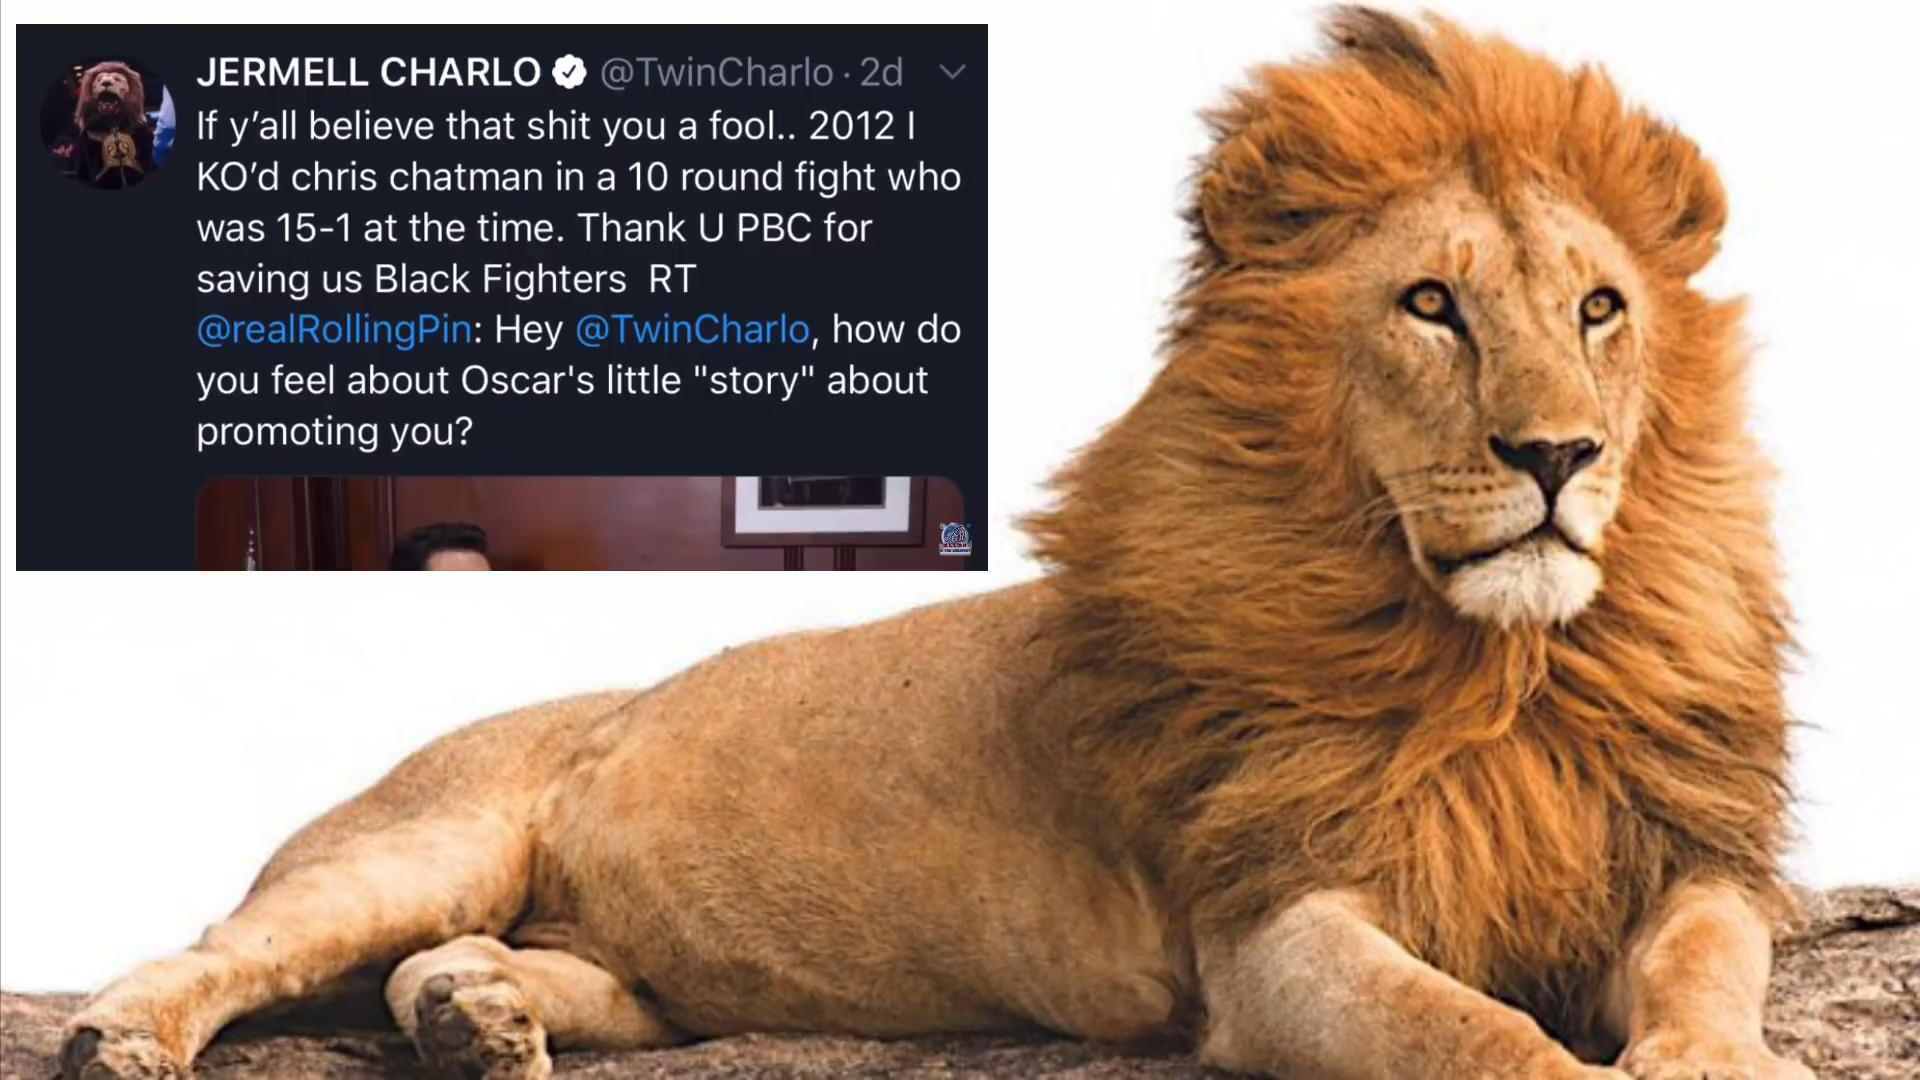 JERMELL CHARLO @TwinCharlo · 2d
If y’all believe that shit you a fool.. 2012 I
KO’d chris chatman in a 10 round fight who
was 15-1 at the time. Thank U PBC for
saving us Black Fighters  RT
@realRollingPin: Hey @TwinCharlo, how do
you feel about Oscar's little "story" about
promoting you?